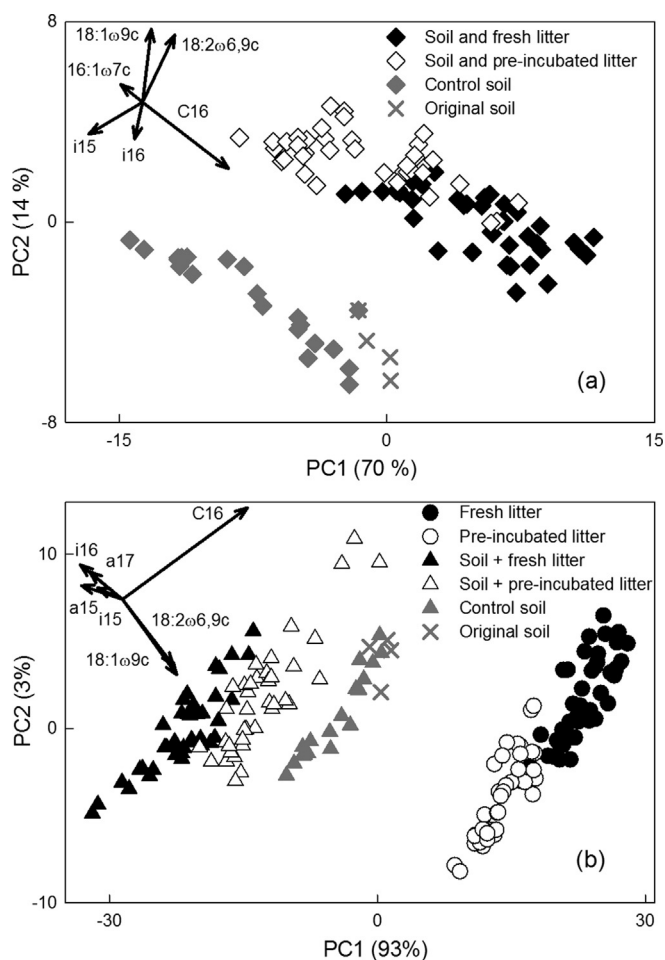 8
18:1ω9c
18:2ω6,9c
16:1ω7c
C16
i15
i16
Soil and fresh litter
Soil and pre-incubated litter
Control soil
Original soil
PC2 (14 %)
0
(a)
-8
-15
0
15
PC1 (70 %)
C16
i16
a17
a15
i15
18:2ω6,9c
18:1ω9c
Fresh litter
Pre-incubated litter
Soil + fresh litter
Soil + pre-incubated litter
Control soil
Original soil
10
PC2 (3%)
0
(b)
-10
-30
0
30
PC1 (93%)